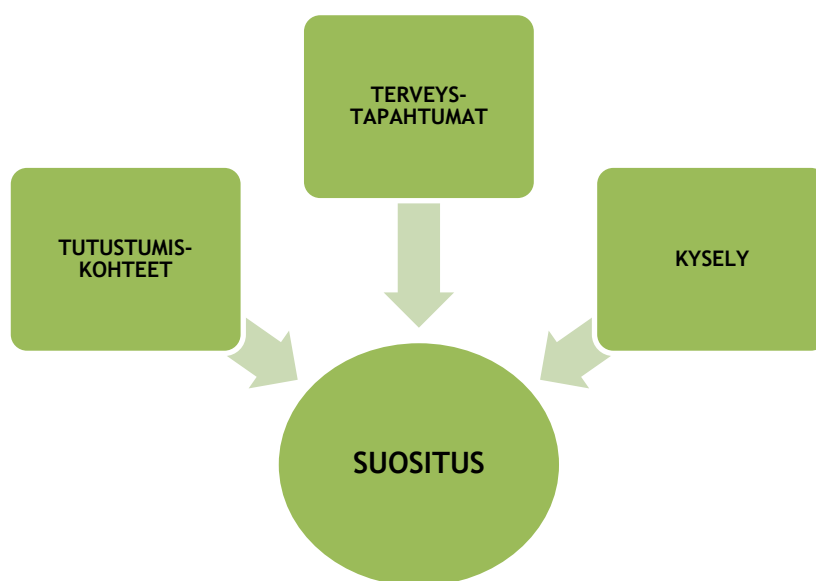 TERVEYS-
TAPAHTUMAT
TUTUSTUMIS-
KOHTEET
KYSELY
SUOSITUS